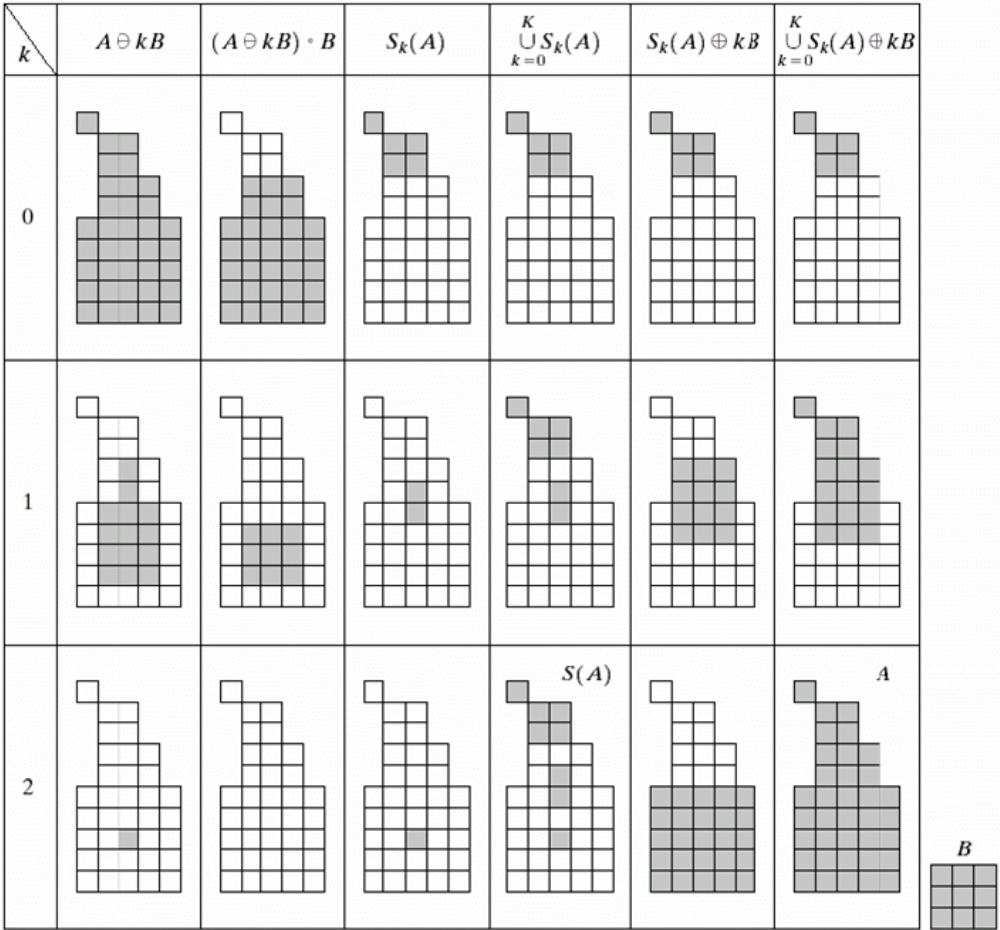 k
A ⊖ kB
(A ⊖ kB) ∘ B
S_k(A)
K
∪ S_k(A)
k = 0
S_k(A) ⊕ kB
K
∪ S_k(A) ⊕ kB
k = 0
0
1
2
S(A)
A
B